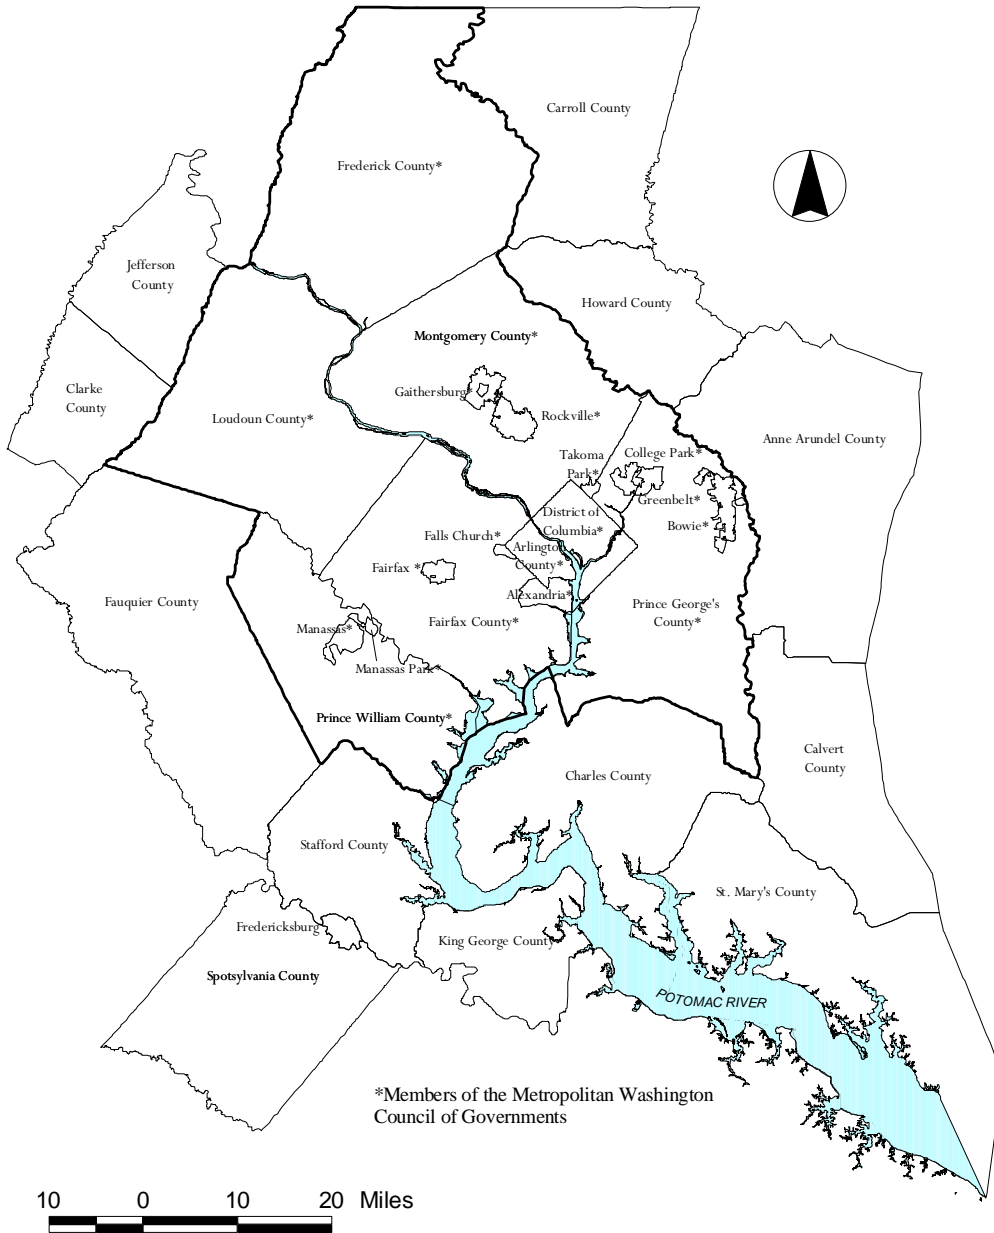 Carroll County
Frederick County*
Jefferson
County
Howard County
Montgomery County*
Clarke
County
Gaithersburg*
Loudoun County*
Rockville*
Anne Arundel County
Takoma
Park*
College Park*
Greenbelt*
Bowie*
District of
Columbia*
Falls Church*
Arlington
County*
Fairfax *
Alexandria*
Fauquier County
Prince George's
County*
Fairfax County*
Manassas*
Manassas Park*
Prince William County*
Calvert
County
Charles County
Stafford County
St. Mary's County
Fredericksburg
King George County
Spotsylvania County
POTOMAC RIVER
*Members of the Metropolitan Washington
Council of Governments
10 0 10 20 Miles